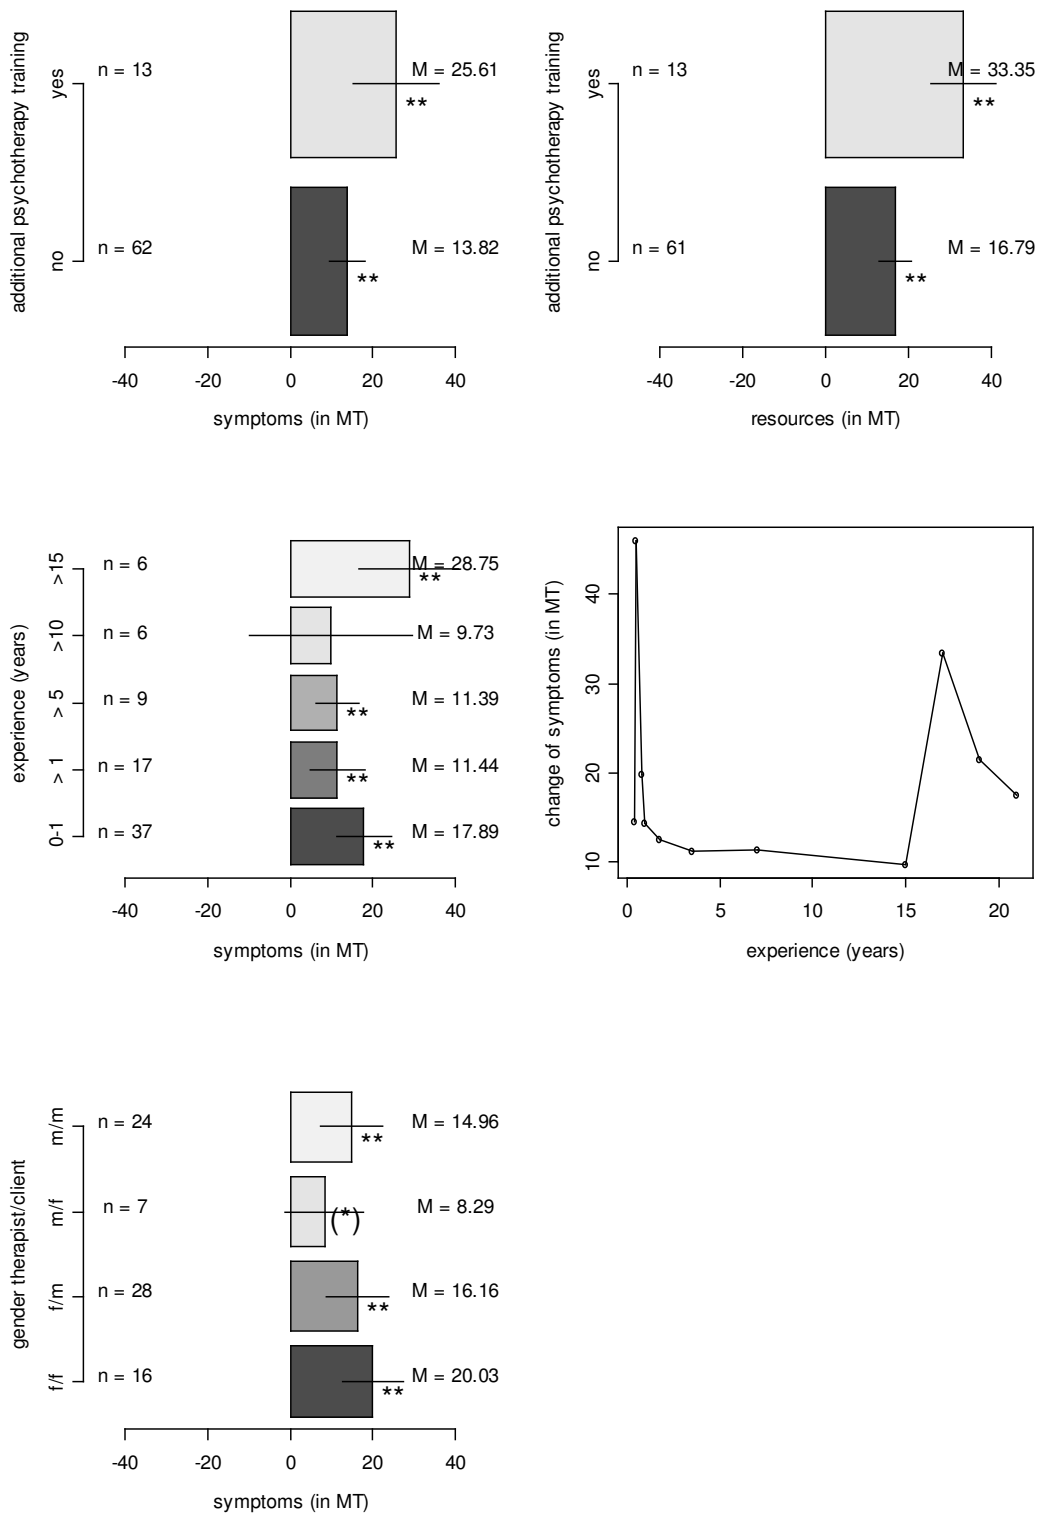 additional psychotherapy training
yes
no
n = 13
M = 25.61
**
n = 62
M = 13.82
**
-40 -20 0 20 40
symptoms (in MT)
additional psychotherapy training
yes
no
n = 13
M = 33.35
**
n = 61
M = 16.79
**
-40 -20 0 20 40
resources (in MT)
experience (years)
>15
n = 6
M = 28.75
**
>10
n = 6
M = 9.73
> 5
n = 9
M = 11.39
**
> 1
n = 17
M = 11.44
**
0-1
n = 37
M = 17.89
**
-40 -20 0 20 40
symptoms (in MT)
change of symptoms (in MT)
40
30
20
10
0 5 10 15 20
experience (years)
gender therapist/client
m/m
n = 24
M = 14.96
**
m/f
n = 7
M = 8.29
(*)
f/m
n = 28
M = 16.16
**
f/f
n = 16
M = 20.03
**
-40 -20 0 20 40
symptoms (in MT)